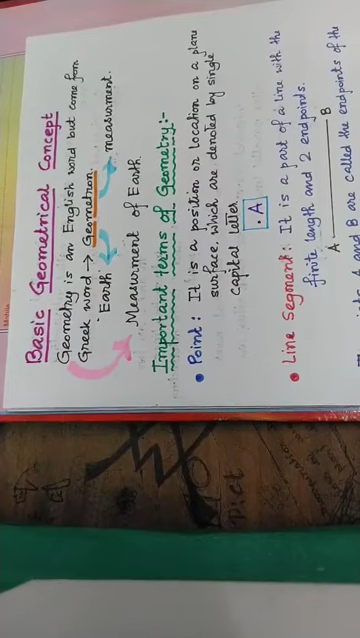 Basic Geometrical Concept
Geometry is an English word but come from
Greek word → Geometron.
Earth measurment.
Measurment of Earth.
Important terms of Geometry:-
• Point: It is a position or location on a plane
surface, which are denoted by single
capital letter
. A
• Line Segment: It is a part of a line with the
finite length and 2 endpoints.
A B
A and B are called the endpoints of the